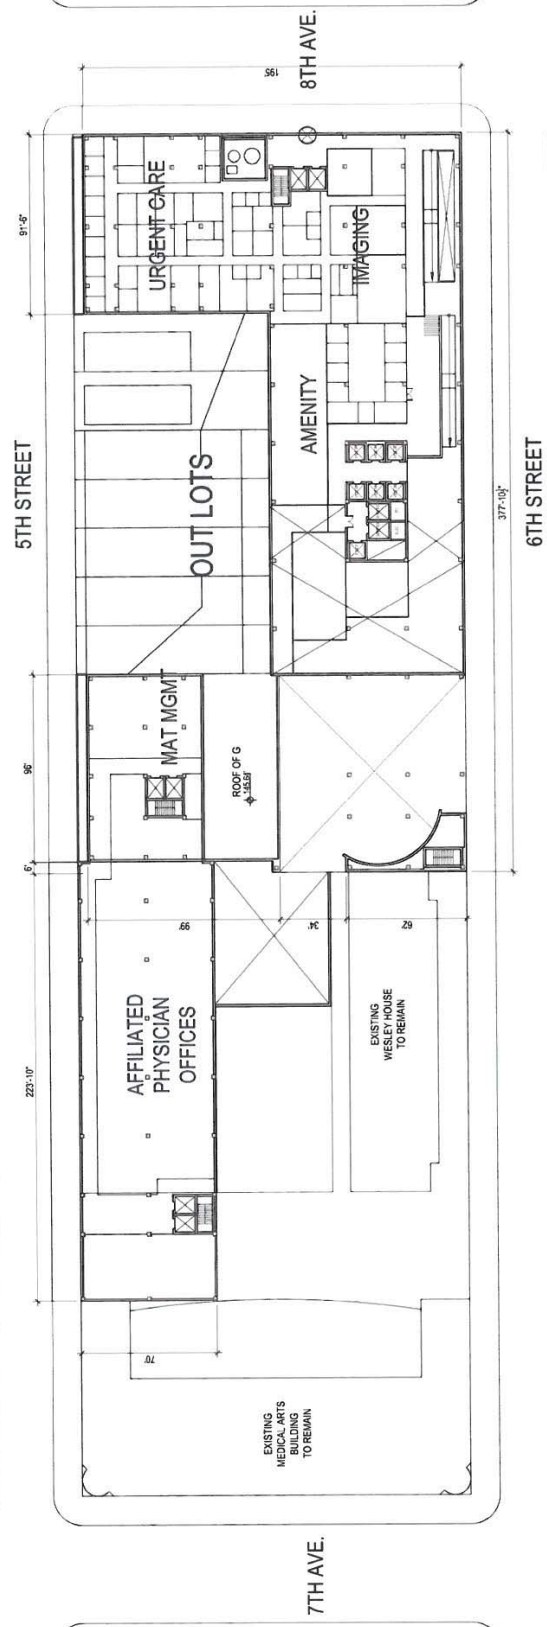 8TH AVE.
195'
91'-6"
URGENT CARE
IMAGING
5TH STREET
OUT LOTS
AMENITY
377'-10½"
6TH STREET
MAT MGMT
96'
ROOF OF G
6'
99'
34'
62'
AFFILIATED
PHYSICIAN
OFFICES
EXISTING
WESLEY HOUSE
TO REMAIN
223'-10"
70'
EXISTING
MEDICAL ARTS
BUILDING
TO REMAIN
7TH AVE.